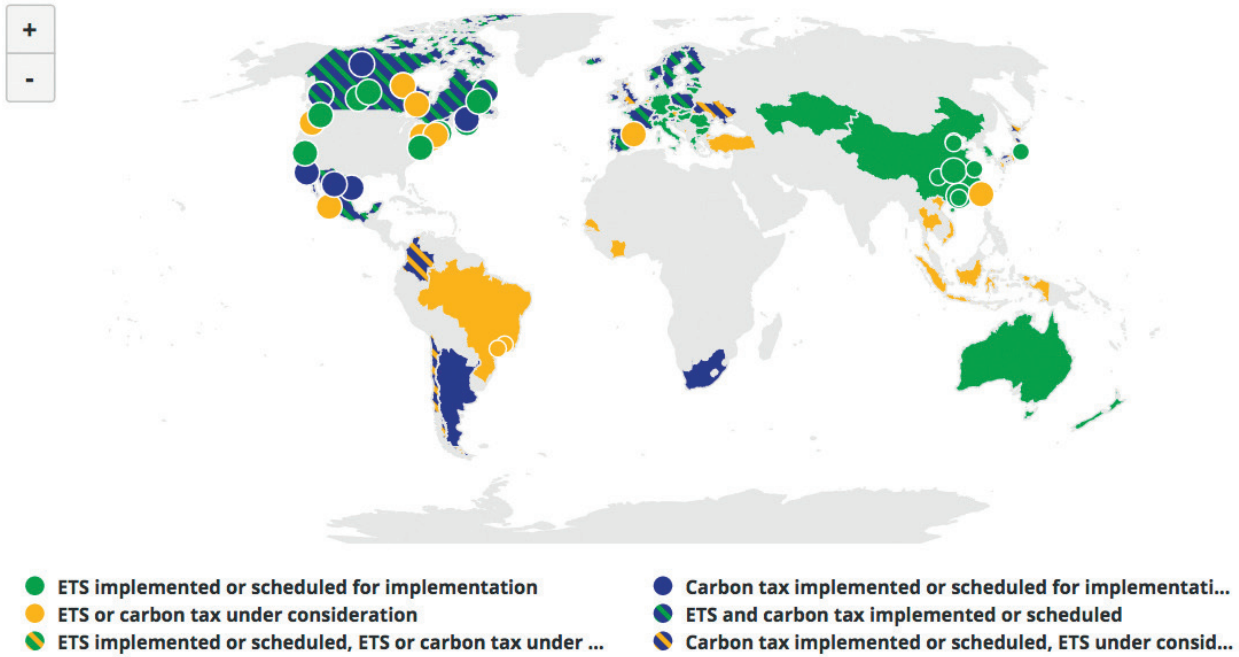 +
-
ETS implemented or scheduled for implementation
Carbon tax implemented or scheduled for implementati...
ETS or carbon tax under consideration
ETS and carbon tax implemented or scheduled
ETS implemented or scheduled, ETS or carbon tax under ...
Carbon tax implemented or scheduled, ETS under consid...